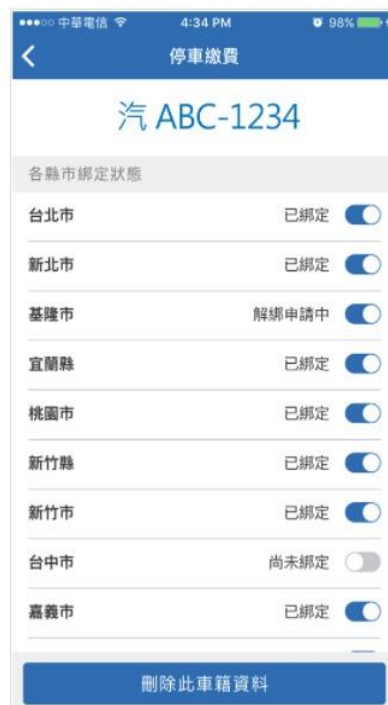 中華電信 4:34 PM 98%
停車繳費
汽 ABC-1234
各縣市綁定狀態
台北市 已綁定
新北市 已綁定
基隆市 解綁申請中
宜蘭縣 已綁定
桃園市 已綁定
新竹縣 已綁定
新竹市 已綁定
台中市 尚未綁定
嘉義市 已綁定
刪除此車籍資料